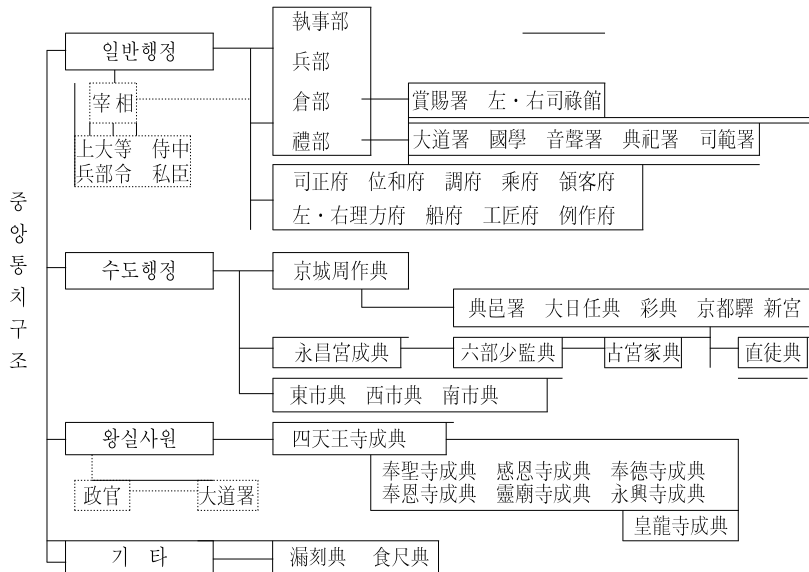 중앙통치구조
일반행정
宰相
上大等 侍中
兵部令 私臣
執事部
兵部
倉部
禮部
賞賜署 左·右司祿館
大道署 國學 音聲署 典祀署 司範署
司正府 位和府 調府 乘府 領客府
左·右理方府 船府 工匠府 例作府
수도행정
京城周作典
典邑署 大日任典 彩典 京都驛 新宮
永昌宮成典
六部少監典
古宮家典
直徒典
東市典 西市典 南市典
왕실사원
四天王寺成典
政官
大道署
奉聖寺成典 感恩寺成典 奉德寺成典
奉恩寺成典 靈廟寺成典 永興寺成典
皇龍寺成典
기 타
漏刻典 食尺典